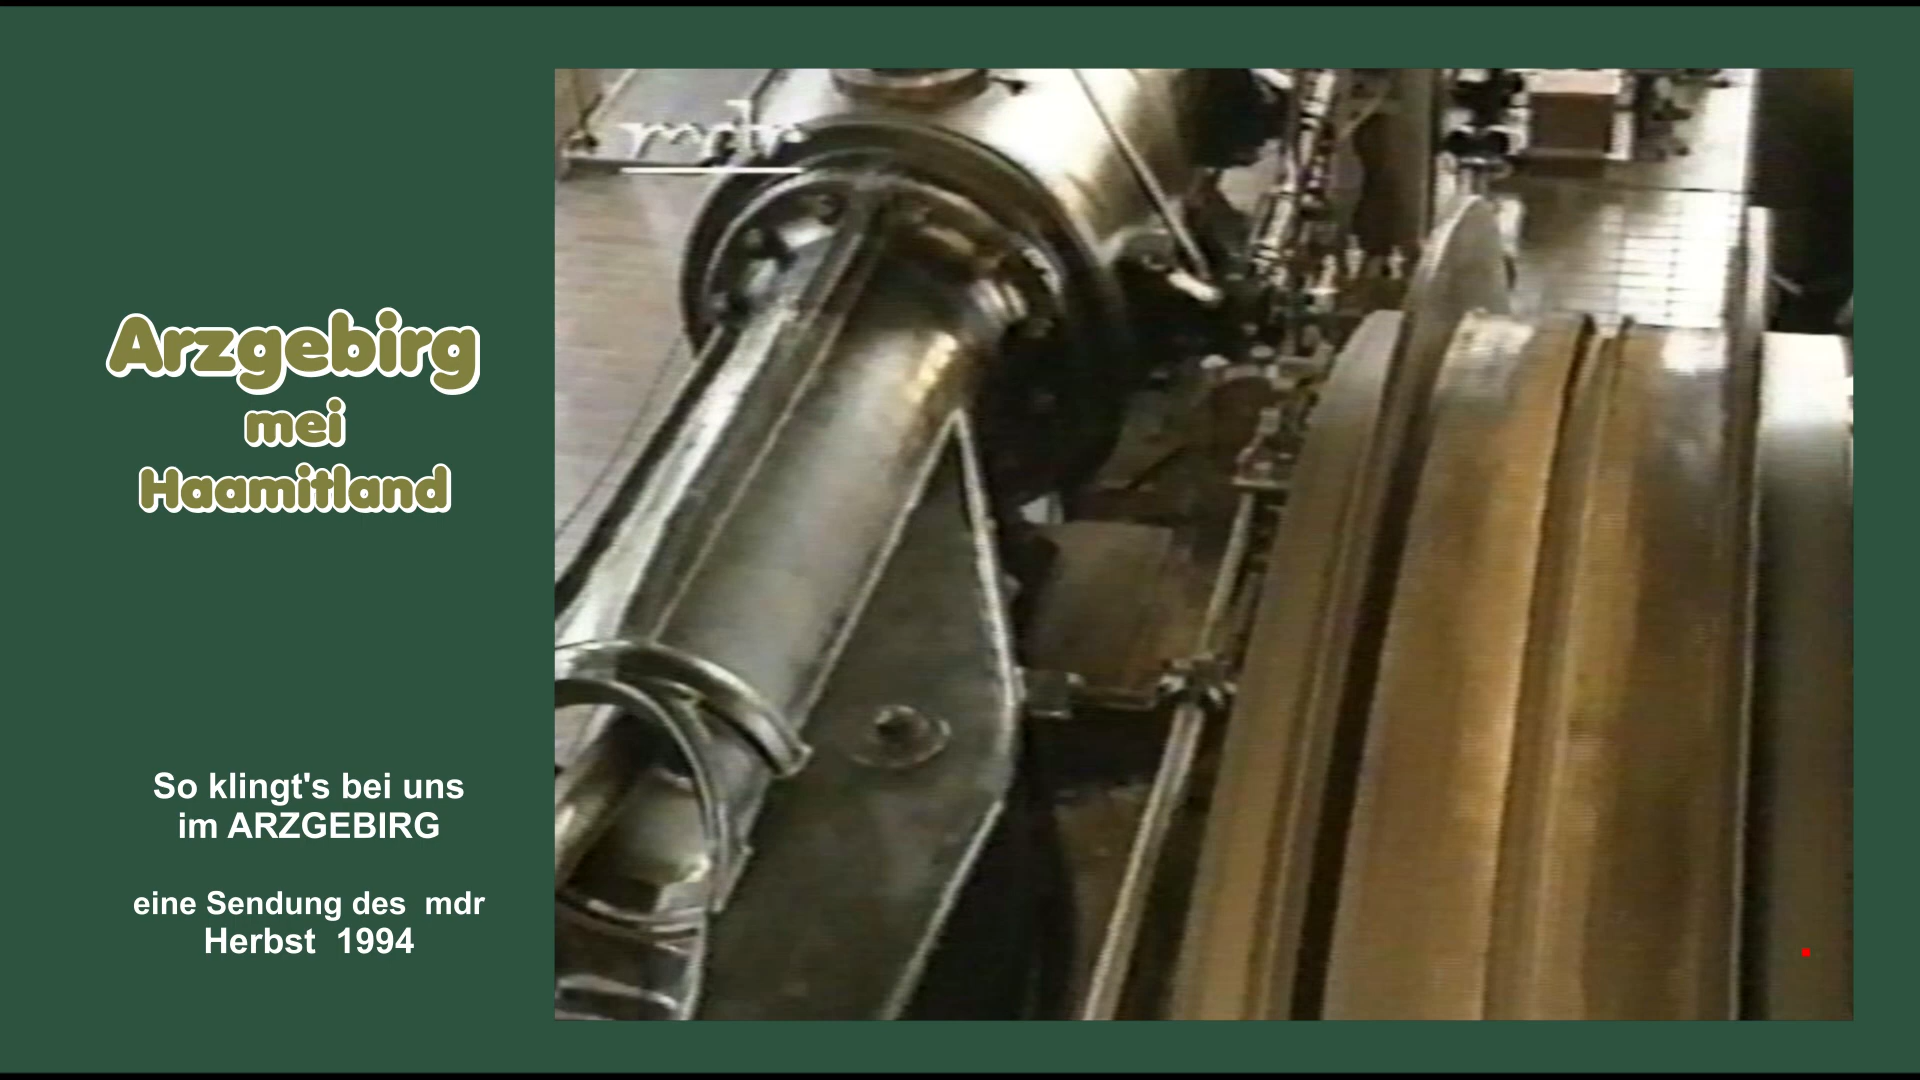 mdr
Arzgebirg
mei
Haamitland
So klingt's bei uns
im ARZGEBIRG
eine Sendung des mdr
Herbst 1994